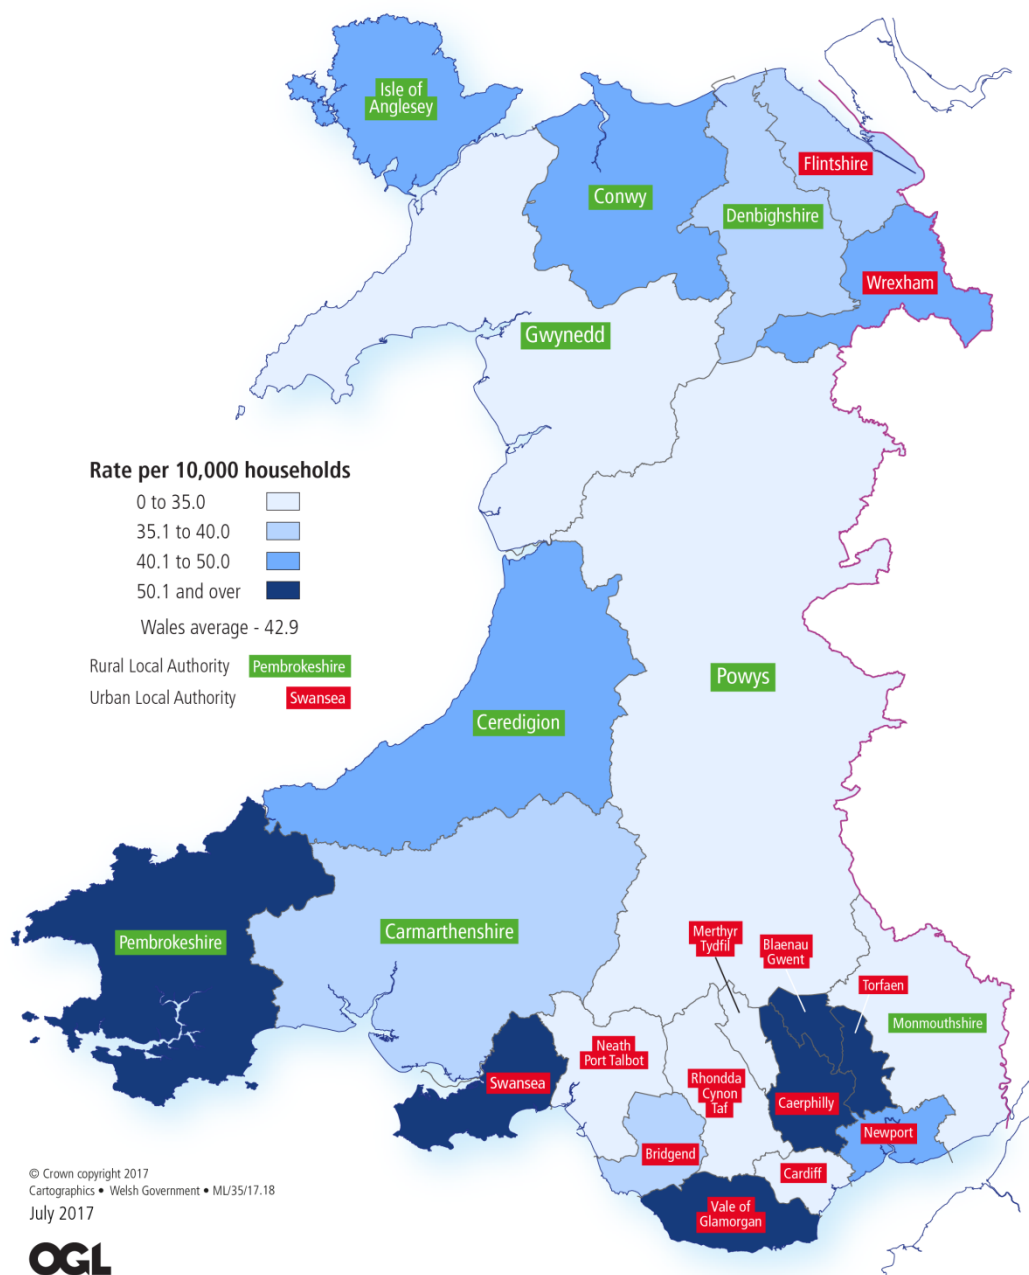 Isle of
Anglesey
Flintshire
Conwy
Denbighshire
Wrexham
Gwynedd
Rate per 10,000 households
0 to 35.0
35.1 to 40.0
40.1 to 50.0
50.1 and over
Wales average - 42.9
Rural Local Authority Pembrokeshire
Urban Local Authority Swansea
Powys
Ceredigion
Carmarthenshire
Pembrokeshire
Merthyr
Tydfil
Blaenau
Gwent
Torfaen
Monmouthshire
Neath
Port Talbot
Rhondda
Cynon
Taf
Swansea
Caerphilly
Newport
Bridgend
Cardiff
Vale of
Glamorgan
© Crown copyright 2017
Cartographics • Welsh Government • ML/35/17.18
July 2017
OGL